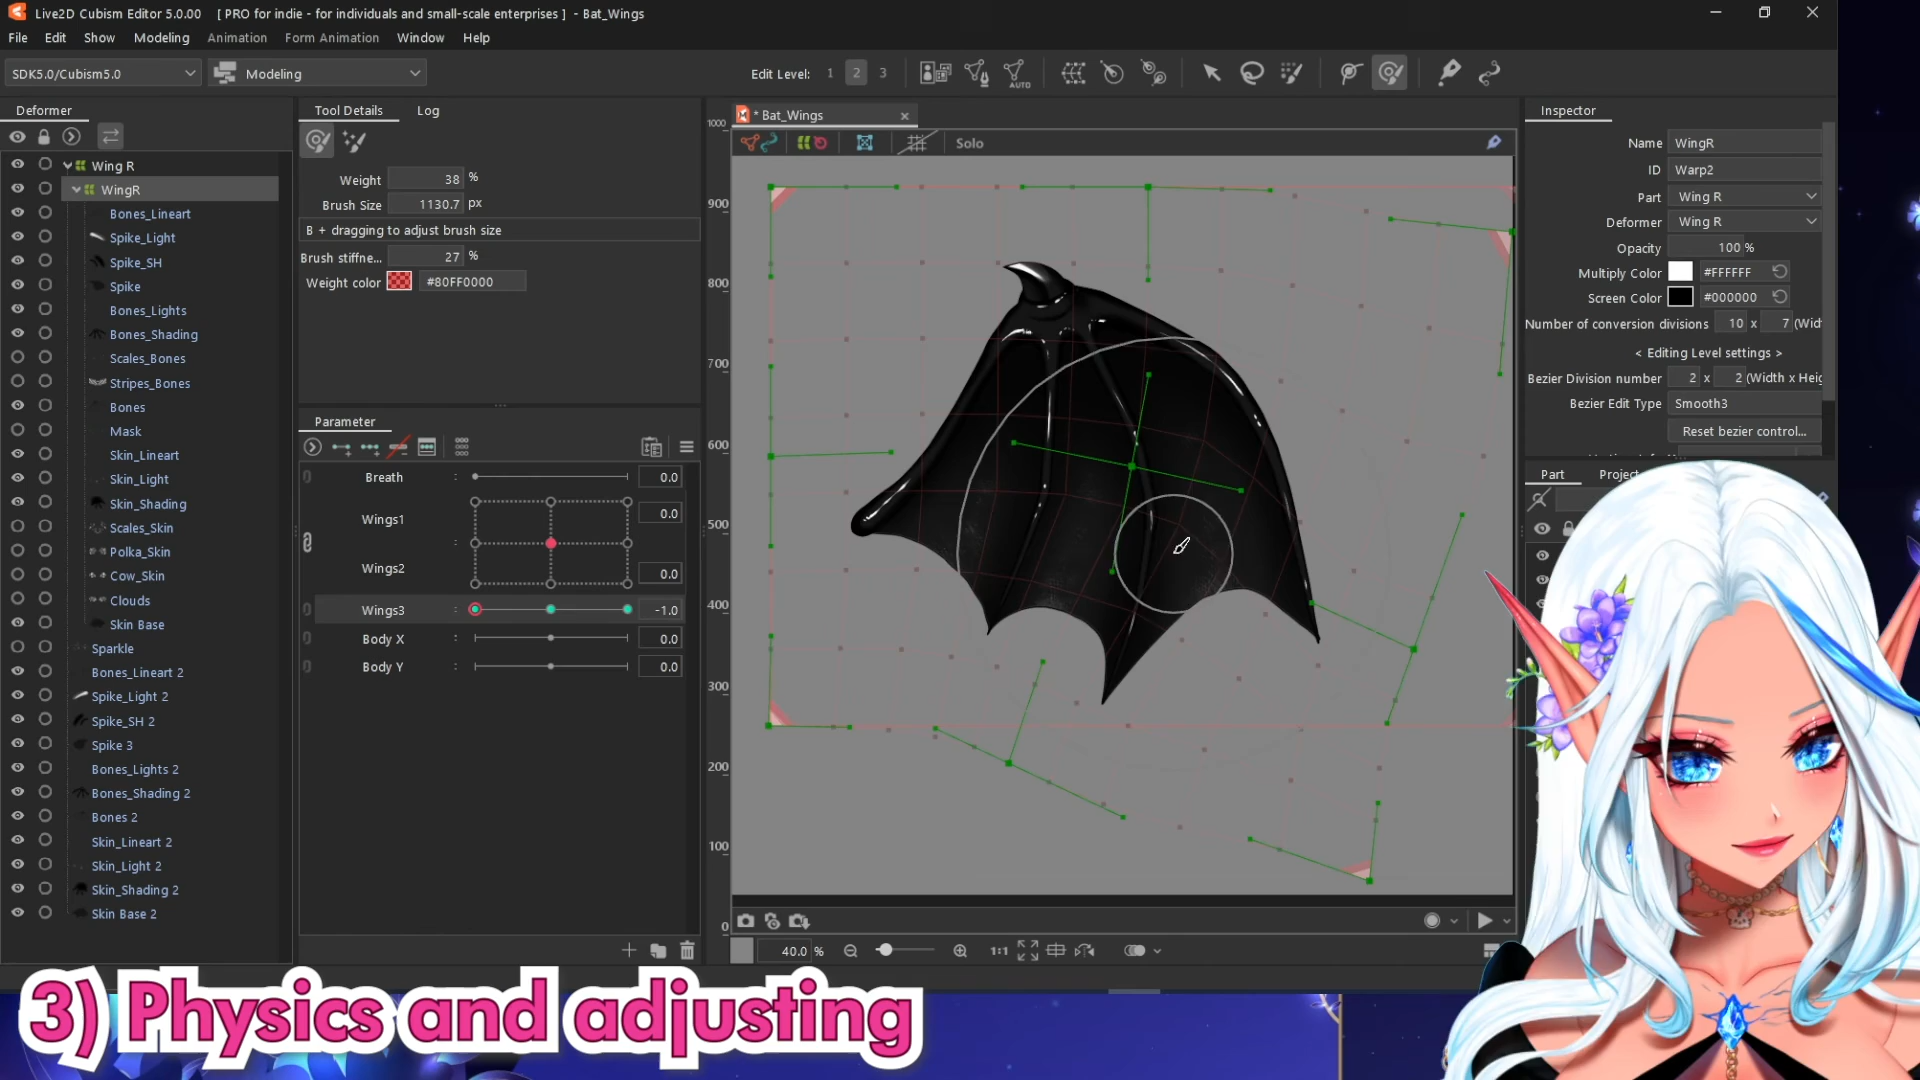 Live2D Cubism Editor 5.0.00 [ PRO for indie - for individuals and small-scale enterprises ] - Bat_Wings
File Edit Show Modeling Animation Form Animation Window Help
SDK5.0/Cubism5.0 Modeling Edit Level: 1 2 3 AUTO
Deformer
Wing R
WingR
Bones_Lineart
Spike_Light
Spike_SH
Spike
Bones_Lights
Bones_Shading
Scales_Bones
Stripes_Bones
Bones
Mask
Skin_Lineart
Skin_Light
Skin_Shading
Scales_Skin
Polka_Skin
Cow_Skin
Clouds
Skin Base
Sparkle
Bones_Lineart 2
Spike_Light 2
Spike_SH 2
Spike 3
Bones_Lights 2
Bones_Shading 2
Bones 2
Skin_Lineart 2
Skin_Light 2
Skin_Shading 2
Skin Base 2
Tool Details Log
Weight 38 %
Brush Size 1130.7 px
B + dragging to adjust brush size
Brush stiffne... 27 %
Weight color #80FF0000
Parameter
Breath : 0.0
Wings1 0.0
:
Wings2 0.0
Wings3 : -1.0
Body X : 0.0
Body Y : 0.0
* Bat_Wings
Solo
1000
900
800
700
600
500
400
300
200
100
0
40.0 % 1:1
Inspector
Name WingR
ID Warp2
Part Wing R
Deformer Wing R
Opacity 100 %
Multiply Color #FFFFFF
Screen Color #000000
Number of conversion divisions 10 x 7 (Wid
< Editing Level settings >
Bezier Division number 2 x 2 (Width x Heig
Bezier Edit Type Smooth3
Reset bezier control...
Part Projec
3) Physics and adjusting